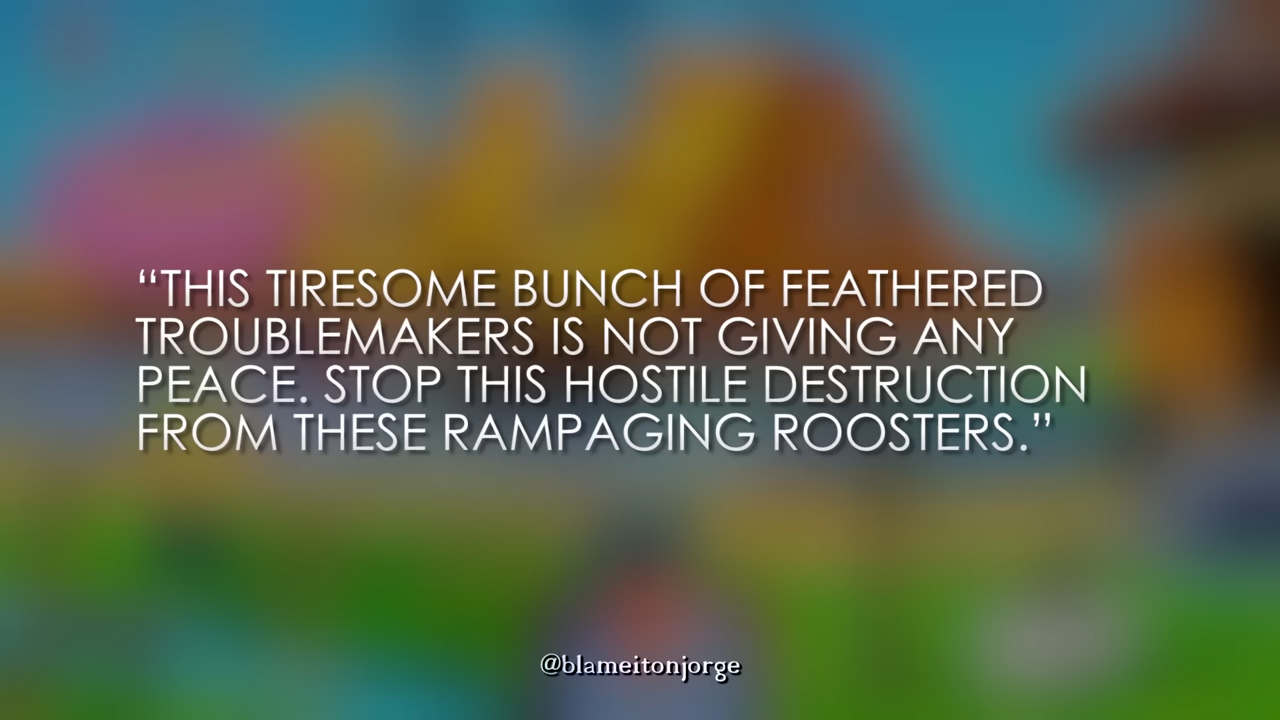 “THIS TIRESOME BUNCH OF FEATHERED
TROUBLEMAKERS IS NOT GIVING ANY
PEACE. STOP THIS HOSTILE DESTRUCTION
FROM THESE RAMPAGING ROOSTERS.”
@blameitonjorge